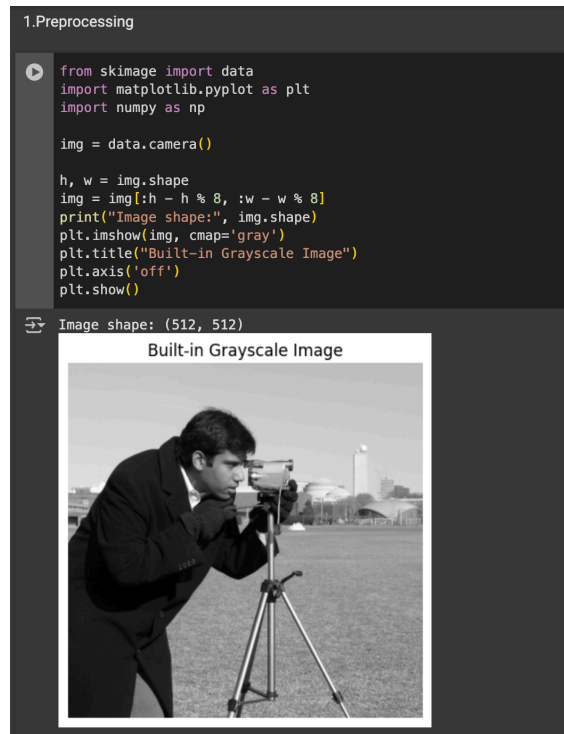 1.Preprocessing
from skimage import data
import matplotlib.pyplot as plt
import numpy as np
img = data.camera()
h, w = img.shape
img = img[:h - h % 8, :w - w % 8]
print("Image shape:", img.shape)
plt.imshow(img, cmap='gray')
plt.title("Built-in Grayscale Image")
plt.axis('off')
plt.show()
Image shape: (512, 512)
Built-in Grayscale Image